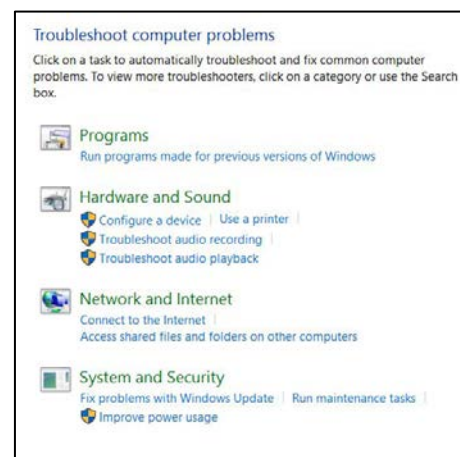 Troubleshoot computer problems
Click on a task to automatically troubleshoot and fix common computer
problems. To view more troubleshooters, click on a category or use the Search
box.
Programs
Run programs made for previous versions of Windows
Hardware and Sound
Configure a device | Use a printer |
Troubleshoot audio recording |
Troubleshoot audio playback
Network and Internet
Connect to the Internet |
Access shared files and folders on other computers
System and Security
Fix problems with Windows Update | Run maintenance tasks |
Improve power usage